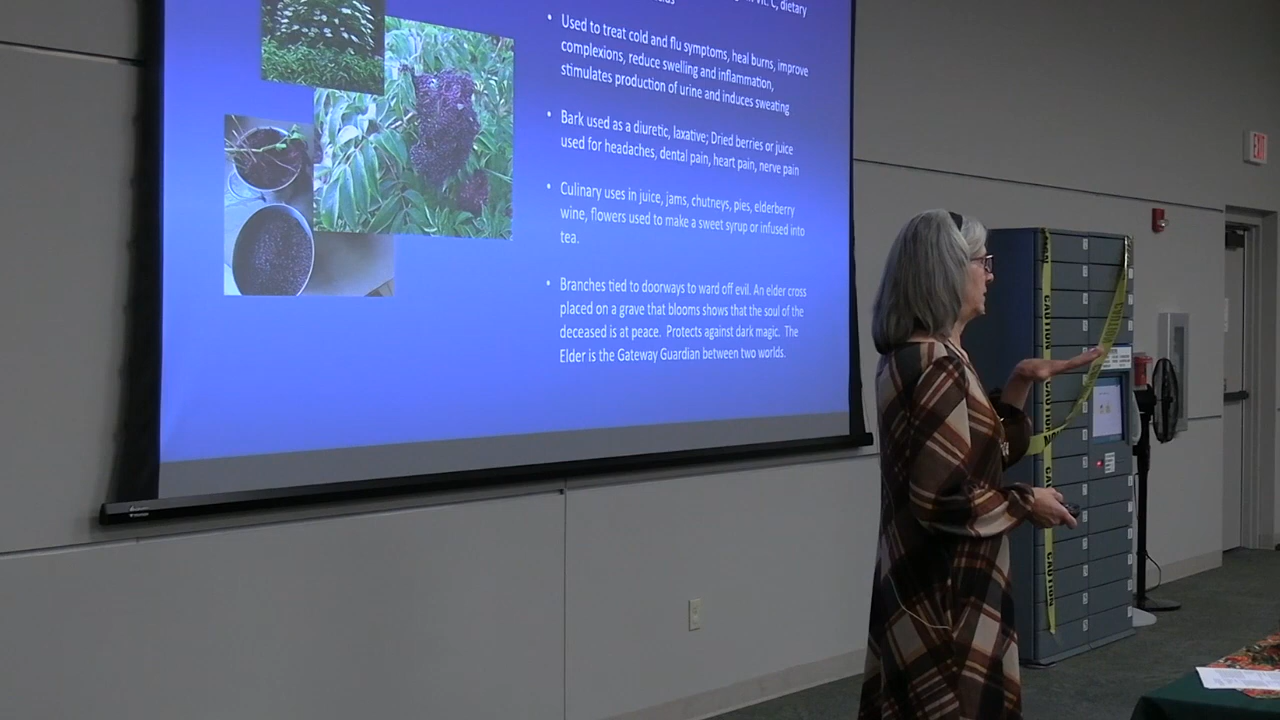 Vit. C, dietary
• Used to treat cold and flu symptoms, heal burns, improve
complexions, reduce swelling and inflammation,
stimulates production of urine and induces sweating
• Bark used as a diuretic, laxative; Dried berries or juice
used for headaches, dental pain, heart pain, nerve pain
• Culinary uses in juice, jams, chutneys, pies, elderberry
wine, flowers used to make a sweet syrup or infused into
tea.
• Branches tied to doorways to ward off evil. An elder cross
placed on a grave that blooms shows that the soul of the
deceased is at peace. Protects against dark magic. The
Elder is the Gateway Guardian between two worlds.
EXIT
CAUTION
CAUTION
CAUTION
CAUTION